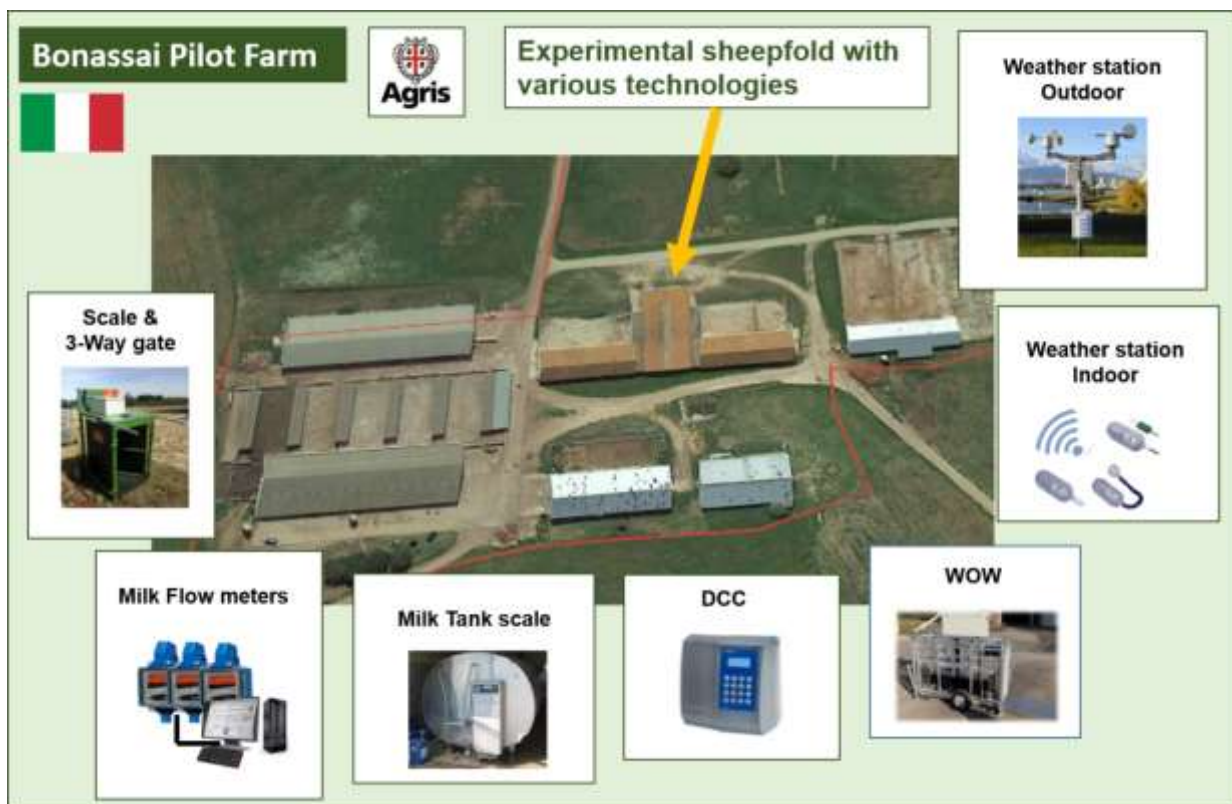 Bonassai Pilot Farm
Agris
Experimental sheepfold with
various technologies
Weather station
Outdoor
Scale &
3-Way gate
Weather station
Indoor
Milk Flow meters
Milk Tank scale
DCC
WOW